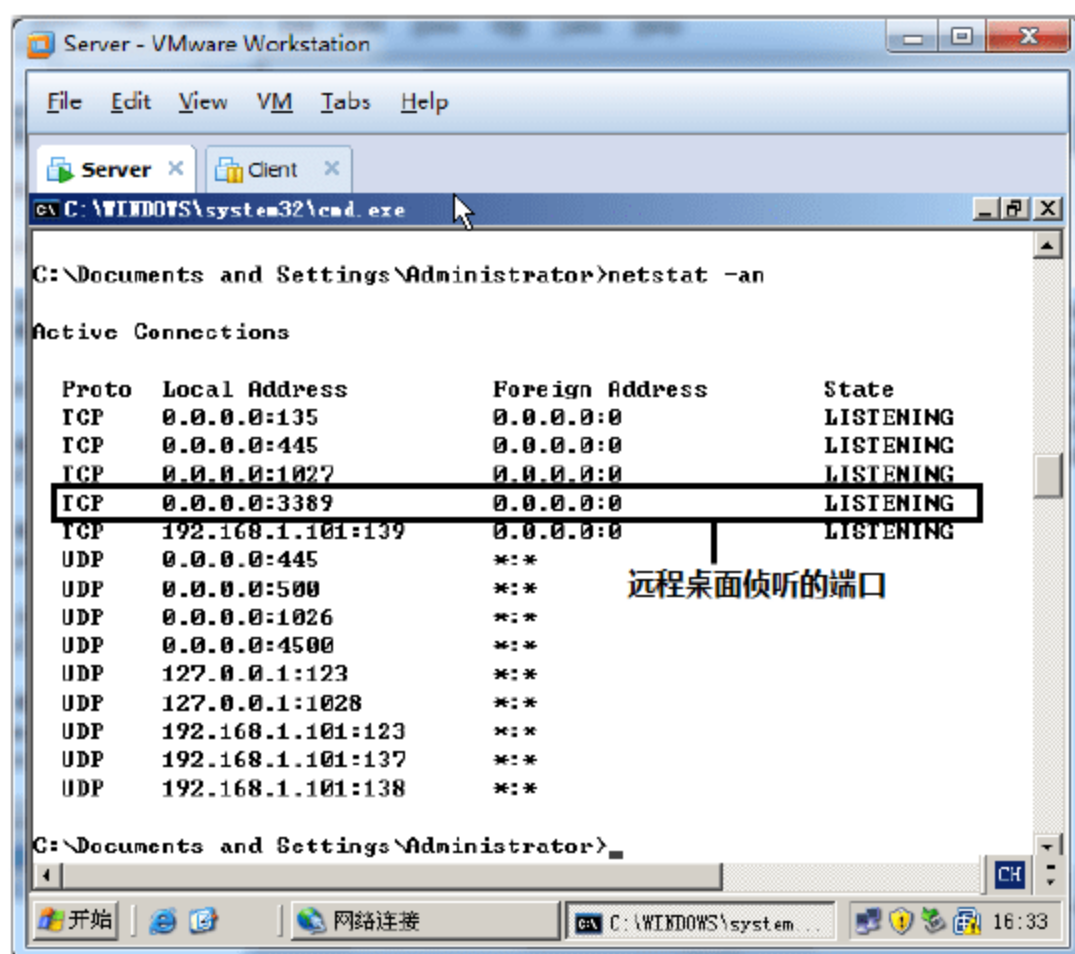 Server - VMware Workstation
File Edit View VM Tabs Help
Server Client
C:\WINDOWS\system32\cmd.exe
C:\Documents and Settings\Administrator>netstat -an
Active Connections
Proto Local Address Foreign Address State
TCP 0.0.0.0:135 0.0.0.0:0 LISTENING
TCP 0.0.0.0:445 0.0.0.0:0 LISTENING
TCP 0.0.0.0:1027 0.0.0.0:0 LISTENING
TCP 0.0.0.0:3389 0.0.0.0:0 LISTENING
TCP 192.168.1.101:139 0.0.0.0:0 LISTENING
UDP 0.0.0.0:445 *:*
远程桌面侦听的端口
UDP 0.0.0.0:500 *:*
UDP 0.0.0.0:1026 *:*
UDP 0.0.0.0:4500 *:*
UDP 127.0.0.1:123 *:*
UDP 127.0.0.1:1028 *:*
UDP 192.168.1.101:123 *:*
UDP 192.168.1.101:137 *:*
UDP 192.168.1.101:138 *:*
C:\Documents and Settings\Administrator>_
CH
开始 网络连接 C:\WINDOWS\system... 16:33